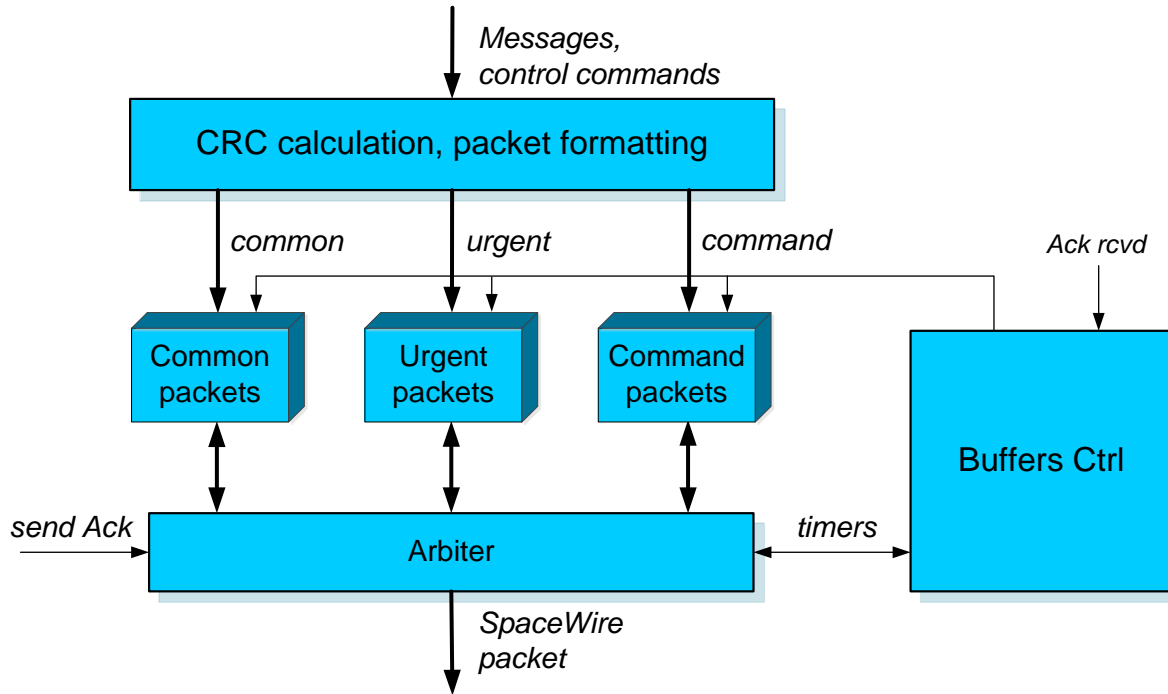 Messages,
control commands
CRC calculation, packet formatting
common
urgent
command
Ack rcvd
Common
packets
Urgent
packets
Command
packets
Buffers Ctrl
send Ack
Arbiter
timers
SpaceWire
packet